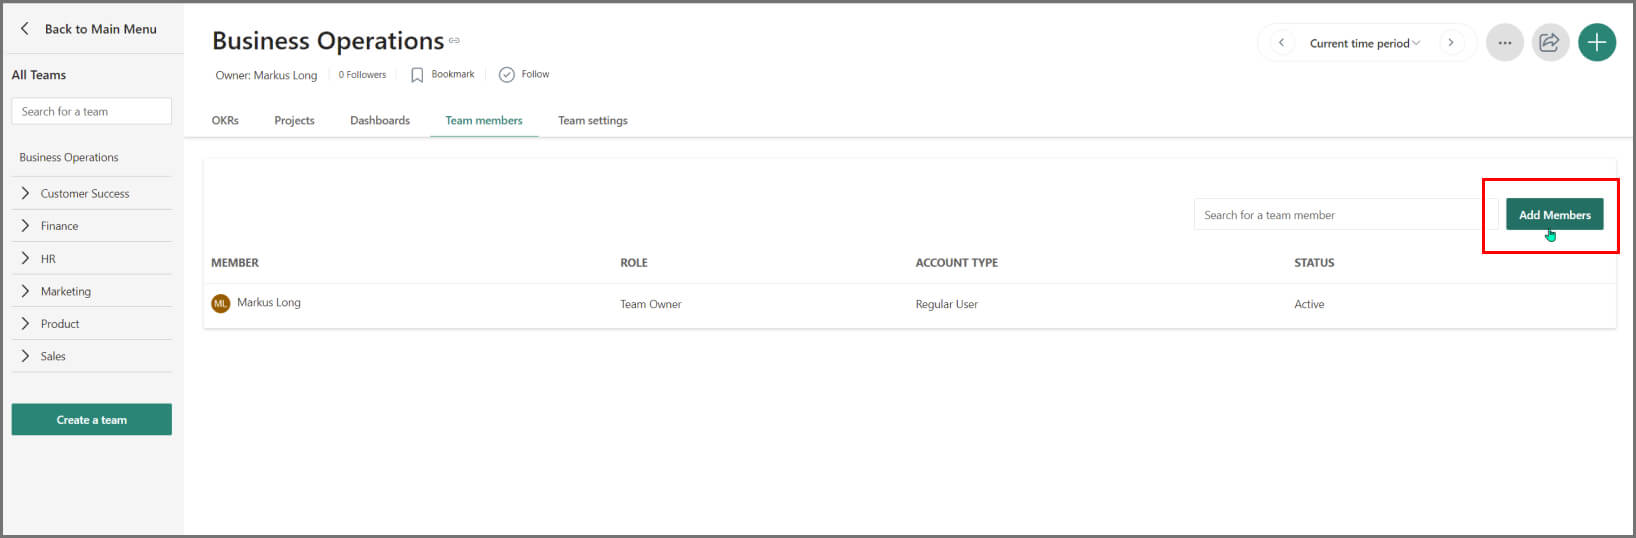 Back to Main Menu
All Teams
Search for a team
Business Operations
Customer Success
Finance
HR
Marketing
Product
Sales
Create a team
Business Operations
Current time period
Owner: Markus Long 0 Followers Bookmark Follow
OKRs Projects Dashboards Team members Team settings
Search for a team member Add Members
MEMBER ROLE ACCOUNT TYPE STATUS
ML Markus Long Team Owner Regular User Active